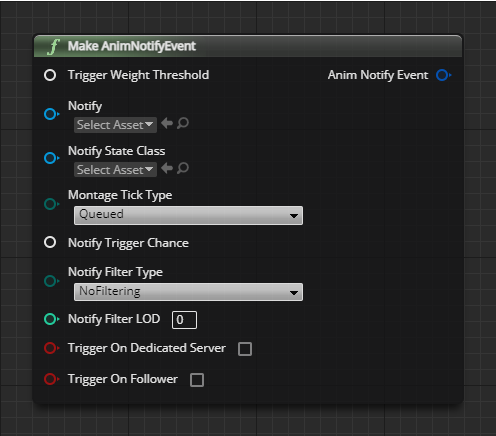 Make AnimNotifyEvent
Trigger Weight Threshold
Anim Notify Event
Notify
Select Asset
Notify State Class
Select Asset
Montage Tick Type
Queued
Notify Trigger Chance
Notify Filter Type
NoFiltering
Notify Filter LOD 0
Trigger On Dedicated Server
Trigger On Follower